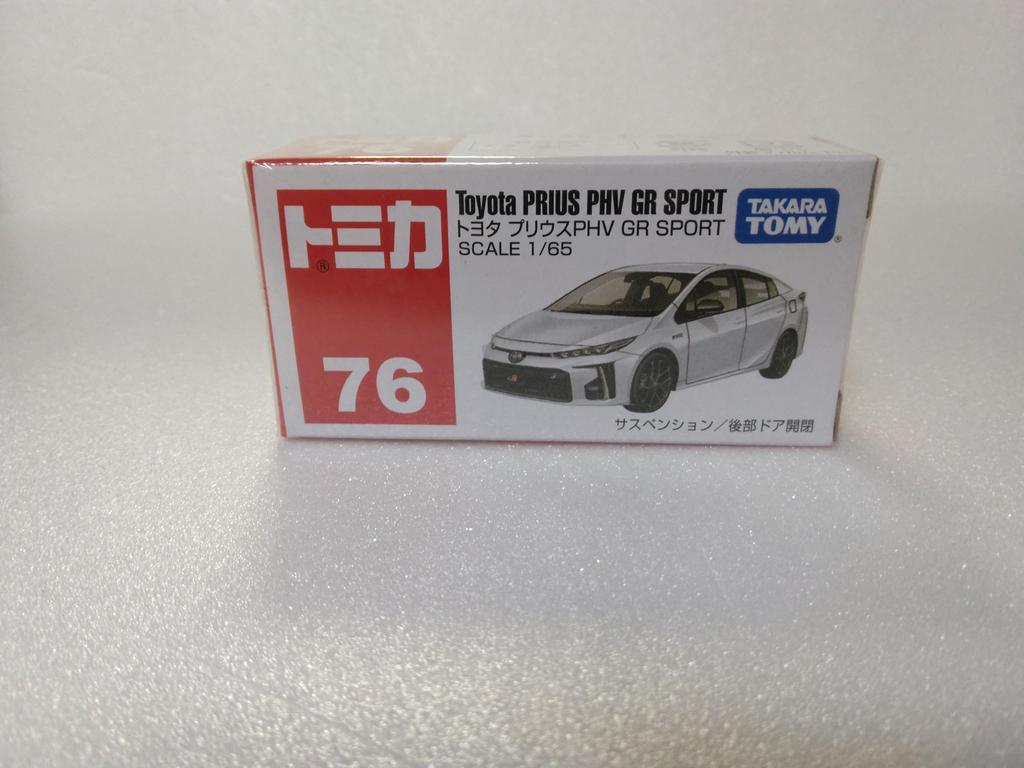 トミカ
®
76
Toyota PRIUS PHV GR SPORT
トヨタ プリウスPHV GR SPORT
SCALE 1/65
TAKARA
TOMY®
サスペンション／後部ドア開閉